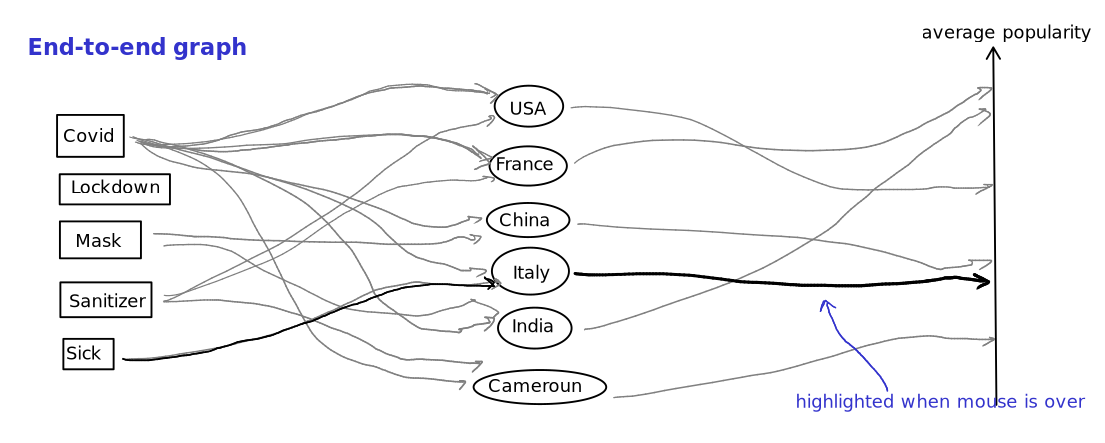 average popularity
End-to-end graph
Covid
Lockdown
Mask
Sanitizer
Sick
USA
France
China
Italy
India
Cameroun
highlighted when mouse is over